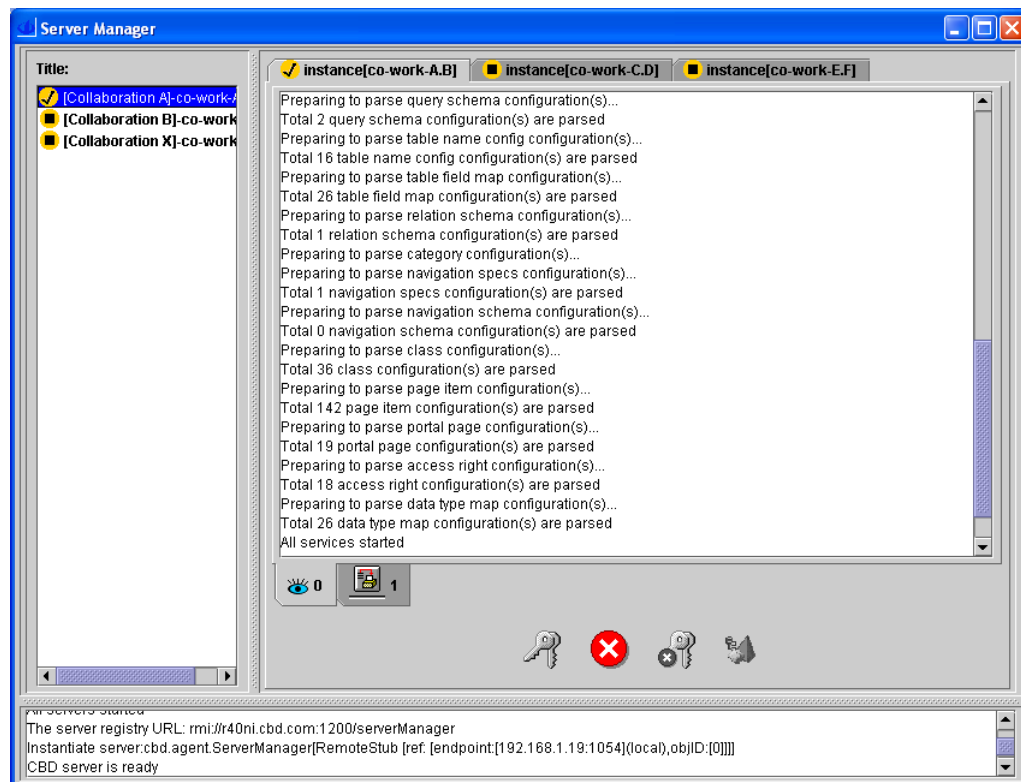 Server Manager
Title:
[Collaboration A]-co-work-
[Collaboration B]-co-work
[Collaboration X]-co-work
instance[co-work-A.B]
instance[co-work-C.D]
instance[co-work-E.F]
Preparing to parse query schema configuration(s)...
Total 2 query schema configuration(s) are parsed
Preparing to parse table name config configuration(s)...
Total 16 table name config configuration(s) are parsed
Preparing to parse table field map configuration(s)...
Total 26 table field map configuration(s) are parsed
Preparing to parse relation schema configuration(s)...
Total 1 relation schema configuration(s) are parsed
Preparing to parse category configuration(s)...
Preparing to parse navigation specs configuration(s)...
Total 1 navigation specs configuration(s) are parsed
Preparing to parse navigation schema configuration(s)...
Total 0 navigation schema configuration(s) are parsed
Preparing to parse class configuration(s)...
Total 36 class configuration(s) are parsed
Preparing to parse page item configuration(s)...
Total 142 page item configuration(s) are parsed
Preparing to parse portal page configuration(s)...
Total 19 portal page configuration(s) are parsed
Preparing to parse access right configuration(s)...
Total 18 access right configuration(s) are parsed
Preparing to parse data type map configuration(s)...
Total 26 data type map configuration(s) are parsed
All services started
0
1
All servers started
The server registry URL: rmi://r40ni.cbd.com:1200/serverManager
Instantiate server:cbd.agent.ServerManager[RemoteStub [ref: [endpoint:[192.168.1.19:1054](local),objID:[0]]]]
CBD server is ready